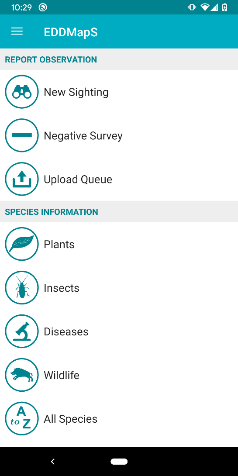 10:29
EDDMapS
REPORT OBSERVATION
New Sighting
Negative Survey
Upload Queue
SPECIES INFORMATION
Plants
Insects
Diseases
Wildlife
A to Z
All Species